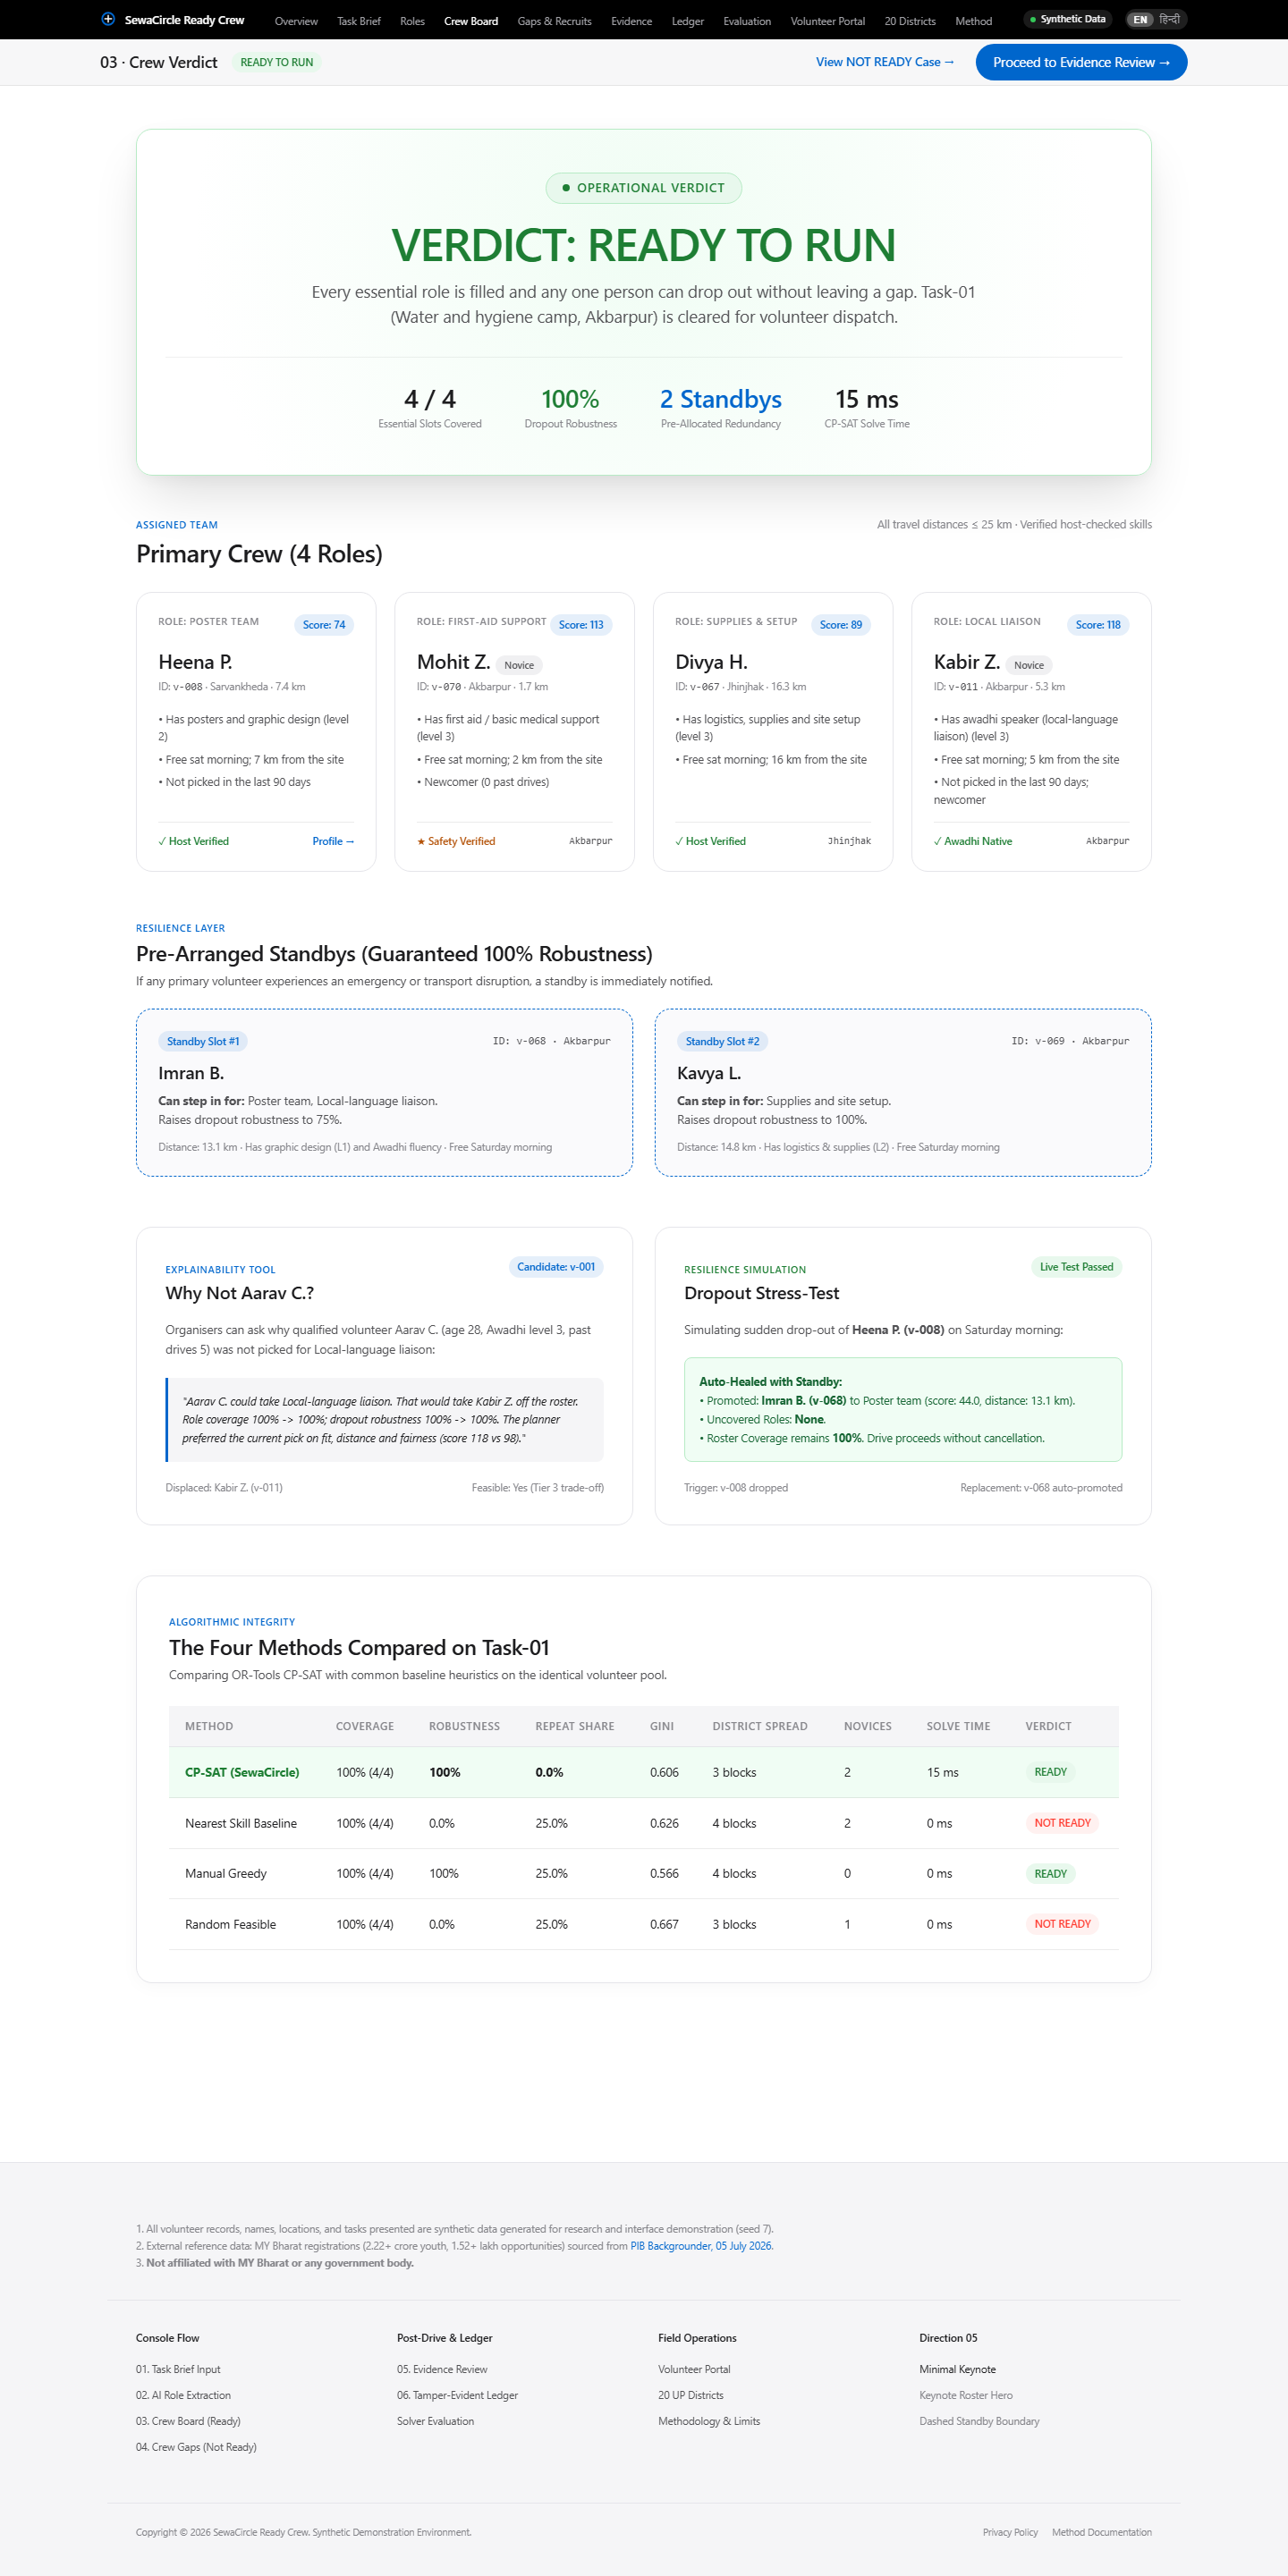 SewaCircle Ready Crew
Overview
Task Brief
Roles
Crew Board
Gaps & Recruits
Evidence
Ledger
Evaluation
Volunteer Portal
20 Districts
Method
Synthetic Data
EN
हिन्दी
03 · Crew Verdict
READY TO RUN
View NOT READY Case →
Proceed to Evidence Review →
OPERATIONAL VERDICT
VERDICT: READY TO RUN
Every essential role is filled and any one person can drop out without leaving a gap. Task-01
(Water and hygiene camp, Akbarpur) is cleared for volunteer dispatch.
4 / 4
Essential Slots Covered
100%
Dropout Robustness
2 Standbys
Pre-Allocated Redundancy
15 ms
CP-SAT Solve Time
ASSIGNED TEAM
Primary Crew (4 Roles)
All travel distances ≤ 25 km · Verified host-checked skills
ROLE: POSTER TEAM
Score: 74
Heena P.
ID: v-008 · Sarvankheda · 7.4 km
• Has posters and graphic design (level
2)
• Free sat morning; 7 km from the site
• Not picked in the last 90 days
✓ Host Verified
Profile →
ROLE: FIRST-AID SUPPORT
Score: 113
Mohit Z. Novice
ID: v-070 · Akbarpur · 1.7 km
• Has first aid / basic medical support
(level 3)
• Free sat morning; 2 km from the site
• Newcomer (0 past drives)
★ Safety Verified
Akbarpur
ROLE: SUPPLIES & SETUP
Score: 89
Divya H.
ID: v-067 · Jhinjhak · 16.3 km
• Has logistics, supplies and site setup
(level 3)
• Free sat morning; 16 km from the site
✓ Host Verified
Jhinjhak
ROLE: LOCAL LIAISON
Score: 118
Kabir Z. Novice
ID: v-011 · Akbarpur · 5.3 km
• Has awadhi speaker (local-language
liaison) (level 3)
• Free sat morning; 5 km from the site
• Not picked in the last 90 days;
newcomer
✓ Awadhi Native
Akbarpur
RESILIENCE LAYER
Pre-Arranged Standbys (Guaranteed 100% Robustness)
If any primary volunteer experiences an emergency or transport disruption, a standby is immediately notified.
Standby Slot #1
ID: v-068 · Akbarpur
Imran B.
Can step in for: Poster team, Local-language liaison.
Raises dropout robustness to 75%.
Distance: 13.1 km · Has graphic design (L1) and Awadhi fluency · Free Saturday morning
Standby Slot #2
ID: v-069 · Akbarpur
Kavya L.
Can step in for: Supplies and site setup.
Raises dropout robustness to 100%.
Distance: 14.8 km · Has logistics & supplies (L2) · Free Saturday morning
EXPLAINABILITY TOOL
Candidate: v-001
Why Not Aarav C.?
Organisers can ask why qualified volunteer Aarav C. (age 28, Awadhi level 3, past
drives 5) was not picked for Local-language liaison:
"Aarav C. could take Local-language liaison. That would take Kabir Z. off the roster.
Role coverage 100% -> 100%; dropout robustness 100% -> 100%. The planner
preferred the current pick on fit, distance and fairness (score 118 vs 98)."
Displaced: Kabir Z. (v-011)
Feasible: Yes (Tier 3 trade-off)
RESILIENCE SIMULATION
Live Test Passed
Dropout Stress-Test
Simulating sudden drop-out of Heena P. (v-008) on Saturday morning:
Auto-Healed with Standby:
• Promoted: Imran B. (v-068) to Poster team (score: 44.0, distance: 13.1 km).
• Uncovered Roles: None.
• Roster Coverage remains 100%. Drive proceeds without cancellation.
Trigger: v-008 dropped
Replacement: v-068 auto-promoted
ALGORITHMIC INTEGRITY
The Four Methods Compared on Task-01
Comparing OR-Tools CP-SAT with common baseline heuristics on the identical volunteer pool.
METHOD COVERAGE ROBUSTNESS REPEAT SHARE GINI DISTRICT SPREAD NOVICES SOLVE TIME VERDICT
CP-SAT (SewaCircle) 100% (4/4) 100% 0.0% 0.606 3 blocks 2 15 ms READY
Nearest Skill Baseline 100% (4/4) 0.0% 25.0% 0.626 4 blocks 2 0 ms NOT READY
Manual Greedy 100% (4/4) 100% 25.0% 0.566 4 blocks 0 0 ms READY
Random Feasible 100% (4/4) 0.0% 25.0% 0.667 3 blocks 1 0 ms NOT READY
1. All volunteer records, names, locations, and tasks presented are synthetic data generated for research and interface demonstration (seed 7).
2. External reference data: MY Bharat registrations (2.22+ crore youth, 1.52+ lakh opportunities) sourced from PIB Backgrounder, 05 July 2026.
3. Not affiliated with MY Bharat or any government body.
Console Flow
01. Task Brief Input
02. AI Role Extraction
03. Crew Board (Ready)
04. Crew Gaps (Not Ready)
Post-Drive & Ledger
05. Evidence Review
06. Tamper-Evident Ledger
Solver Evaluation
Field Operations
Volunteer Portal
20 UP Districts
Methodology & Limits
Direction 05
Minimal Keynote
Keynote Roster Hero
Dashed Standby Boundary
Copyright © 2026 SewaCircle Ready Crew. Synthetic Demonstration Environment.
Privacy Policy
Method Documentation